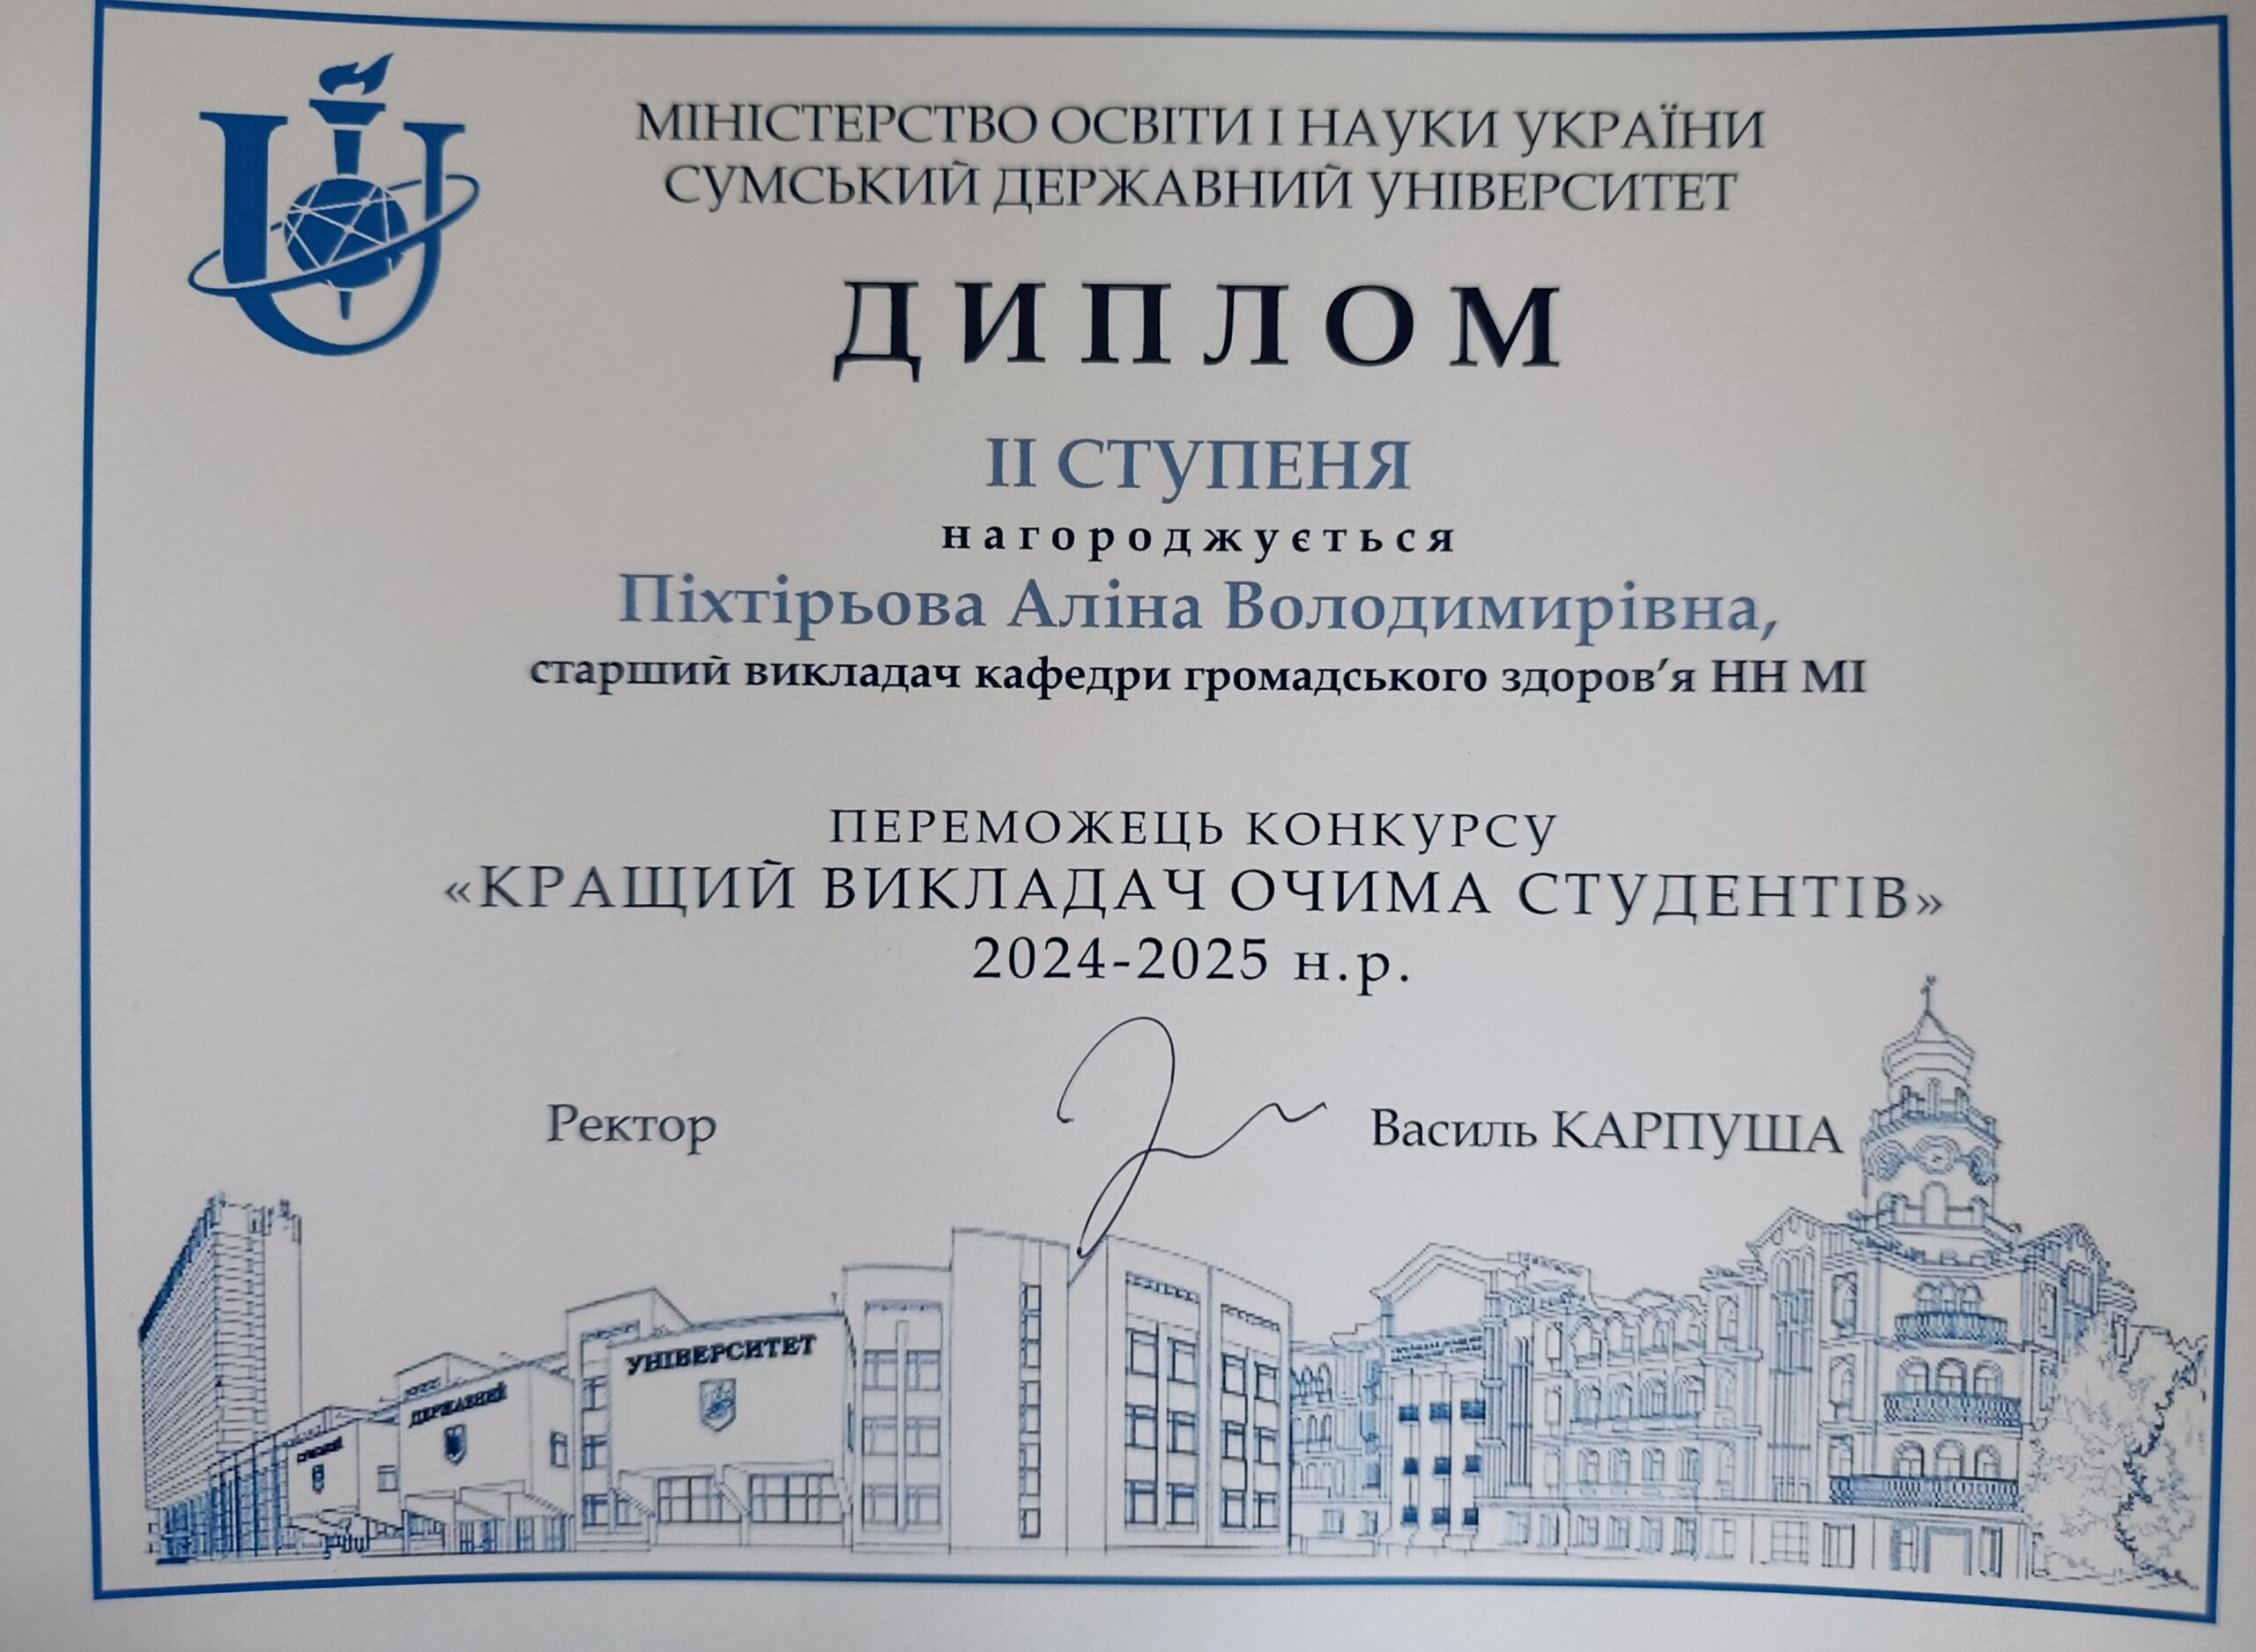 МІНІСТЕРСТВО ОСВІТИ І НАУКИ УКРАЇНИ
СУМСЬКИЙ ДЕРЖАВНИЙ УНІВЕРСИТЕТ
ДИПЛОМ
ІІ СТУПЕНЯ
нагороджується
Піхтірьова Аліна Володимирівна,
старший викладач кафедри громадського здоров’я НН МІ
ПЕРЕМОЖЕЦЬ КОНКУРСУ
«КРАЩИЙ ВИКЛАДАЧ ОЧИМА СТУДЕНТІВ»
2024-2025 н.р.
Ректор Василь КАРПУША
СУМСЬКИЙ
ДЕРЖАВНИЙ
УНІВЕРСИТЕТ